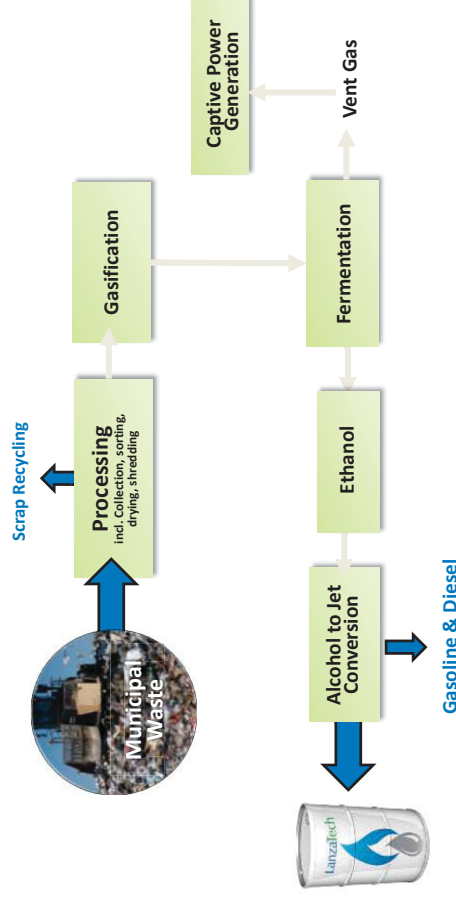 Municipal
Waste
Scrap Recycling
Processing
incl. Collection, sorting,
drying, shredding
Gasification
Captive Power
Generation
Vent Gas
Fermentation
Ethanol
Alcohol to Jet
Conversion
Gasoline & Diesel
LanzaTech